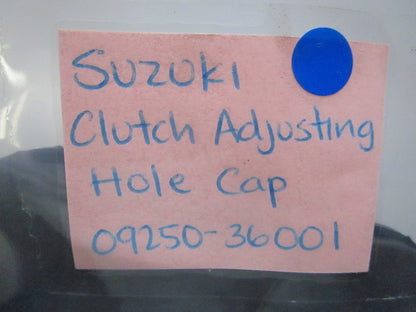 Suzuki
Clutch Adjusting
Hole Cap
09250-36001